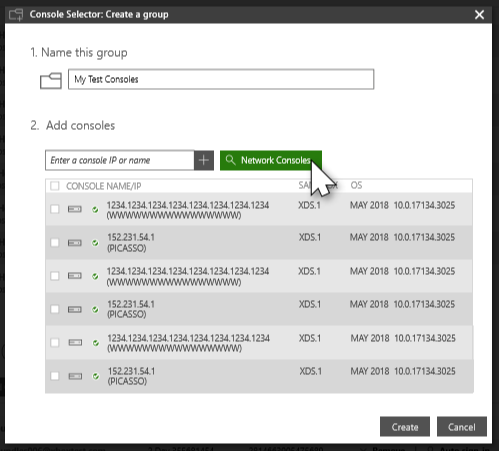 Console Selector: Create a group
1. Name this group
My Test Consoles
2. Add consoles
Enter a console IP or name
Network Consoles
CONSOLE NAME/IP OS
1234.1234.1234.1234.1234.1234.1234.1234 XDS.1 MAY 2018 10.0.17134.3025
(WWWWWWWWWWWWWWWWW)
152.231.54.1 XDS.1 MAY 2018 10.0.17134.3025
(PICASSO)
1234.1234.1234.1234.1234.1234.1234.1234 XDS.1 MAY 2018 10.0.17134.3025
(WWWWWWWWWWWWWWWWW)
152.231.54.1 XDS.1 MAY 2018 10.0.17134.3025
(PICASSO)
1234.1234.1234.1234.1234.1234.1234.1234 XDS.1 MAY 2018 10.0.17134.3025
(WWWWWWWWWWWWWWWWW)
152.231.54.1 XDS.1 MAY 2018 10.0.17134.3025
(PICASSO)
Create Cancel